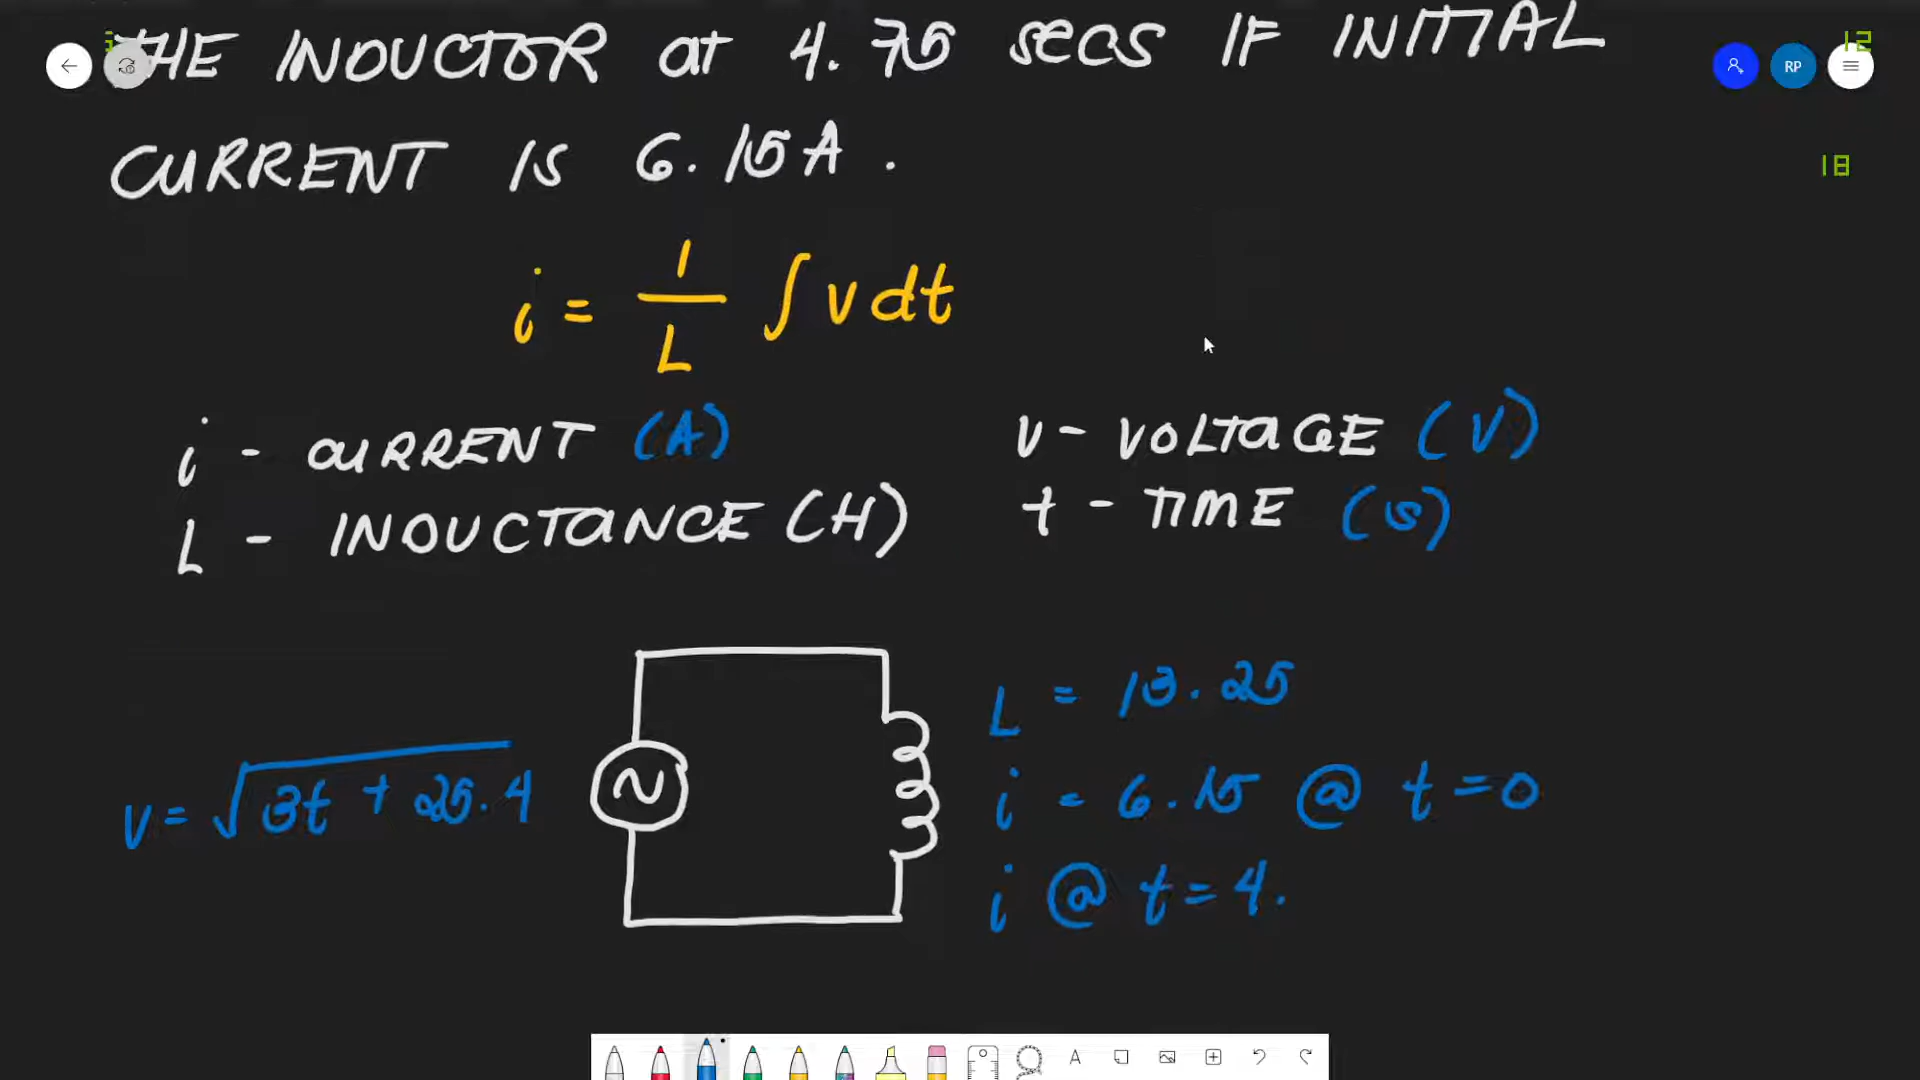 THE INDUCTOR at 4.75 secs IF INITIAL
CURRENT IS 6.15A.
i = 1/L ∫ v dt
i - CURRENT (A)
L - INDUCTANCE (H)
v - VOLTAGE (V)
t - TIME (s)
v = √3t + 25.4
L = 13.25
i = 6.15 @ t = 0
i @ t = 4.
RP
12
18
A